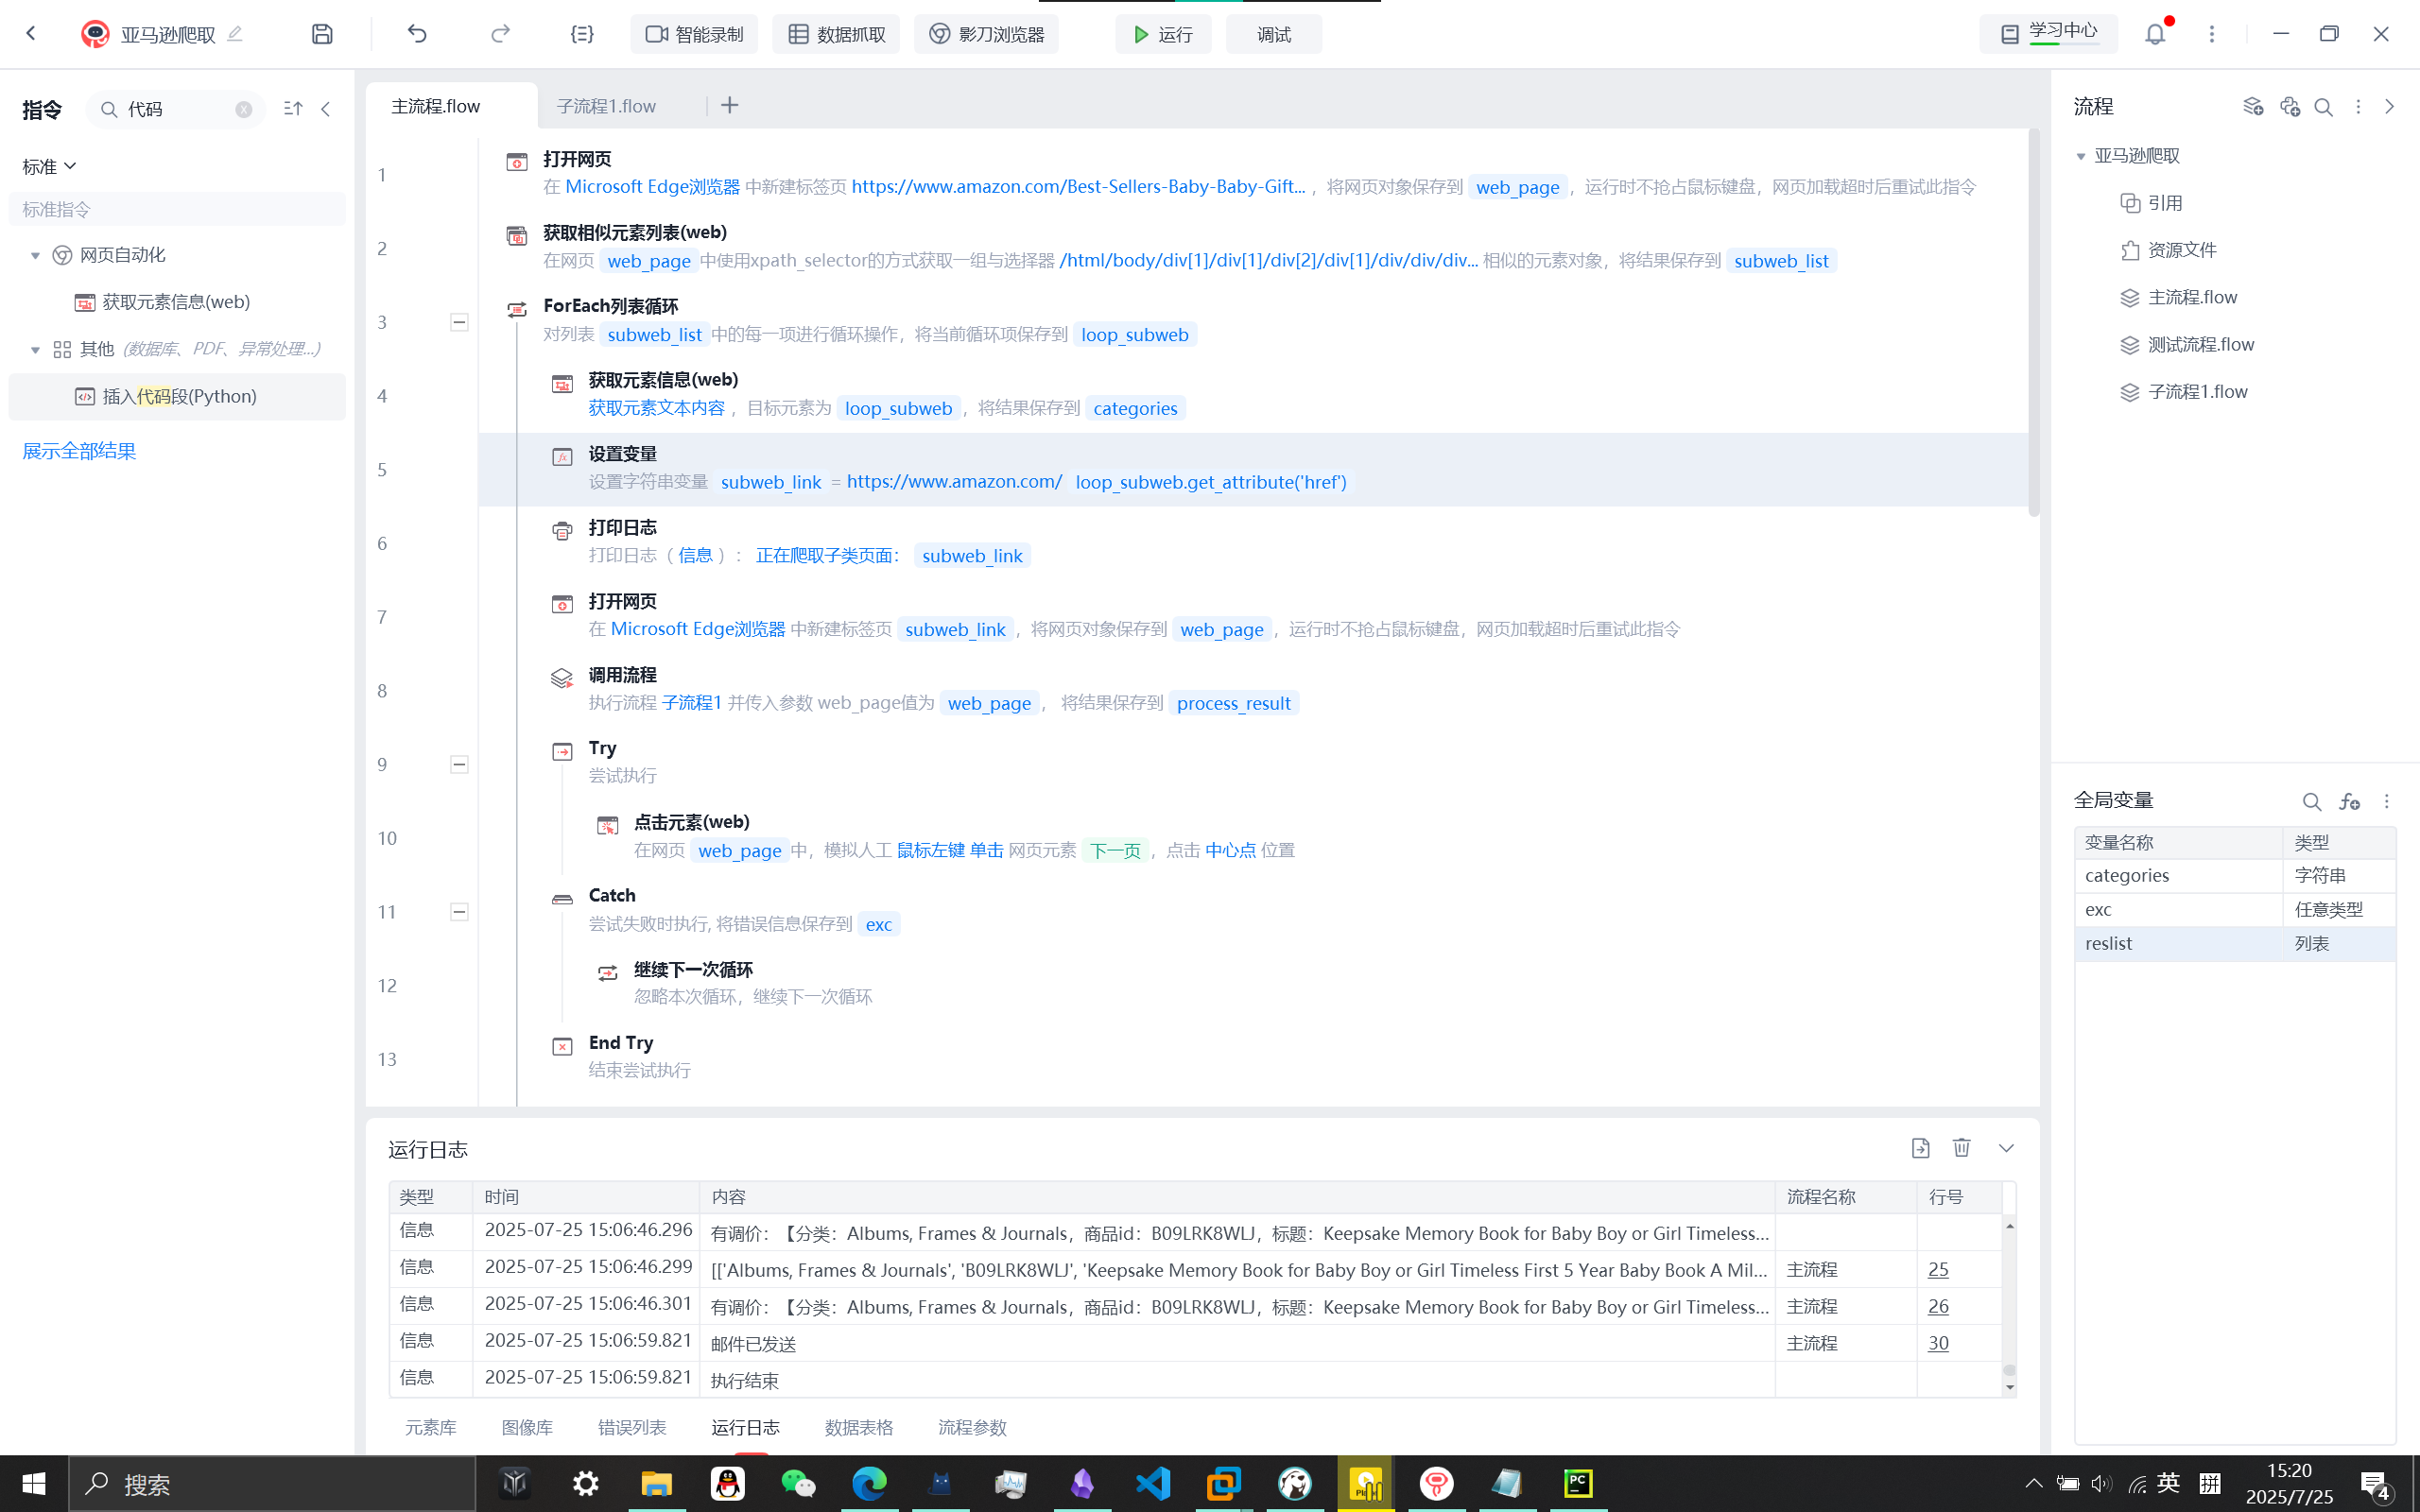 亚马逊爬取
智能录制
数据抓取
影刀浏览器
运行
调试
学习中心
指令
代码
标准
标准指令
网页自动化
获取元素信息(web)
其他 (数据库、PDF、异常处理...)
插入代码段(Python)
展示全部结果
主流程.flow
子流程1.flow
1
打开网页
在 Microsoft Edge浏览器 中新建标签页 https://www.amazon.com/Best-Sellers-Baby-Baby-Gift... ，将网页对象保存到 web_page ，运行时不抢占鼠标键盘，网页加载超时后重试此指令
2
获取相似元素列表(web)
在网页 web_page 中使用xpath_selector的方式获取一组与选择器 /html/body/div[1]/div[1]/div[2]/div[1]/div/div/div... 相似的元素对象，将结果保存到 subweb_list
3
ForEach列表循环
对列表 subweb_list 中的每一项进行循环操作，将当前循环项保存到 loop_subweb
4
获取元素信息(web)
获取元素文本内容 ，目标元素为 loop_subweb ，将结果保存到 categories
5
设置变量
设置字符串变量 subweb_link = https://www.amazon.com/ loop_subweb.get_attribute('href')
6
打印日志
打印日志（ 信息 ）： 正在爬取子类页面： subweb_link
7
打开网页
在 Microsoft Edge浏览器 中新建标签页 subweb_link ，将网页对象保存到 web_page ，运行时不抢占鼠标键盘，网页加载超时后重试此指令
8
调用流程
执行流程 子流程1 并传入参数 web_page值为 web_page ， 将结果保存到 process_result
9
Try
尝试执行
10
点击元素(web)
在网页 web_page 中，模拟人工 鼠标左键 单击 网页元素 下一页 ，点击 中心点 位置
11
Catch
尝试失败时执行, 将错误信息保存到 exc
12
继续下一次循环
忽略本次循环，继续下一次循环
13
End Try
结束尝试执行
流程
亚马逊爬取
引用
资源文件
主流程.flow
测试流程.flow
子流程1.flow
全局变量
变量名称 类型
categories 字符串
exc 任意类型
reslist 列表
运行日志
类型 时间 内容 流程名称 行号
信息 2025-07-25 15:06:46.296 有调价：【分类：Albums, Frames & Journals，商品id：B09LRK8WLJ，标题：Keepsake Memory Book for Baby Boy or Girl Timeless...
信息 2025-07-25 15:06:46.299 [['Albums, Frames & Journals', 'B09LRK8WLJ', 'Keepsake Memory Book for Baby Boy or Girl Timeless First 5 Year Baby Book A Mil... 主流程 25
信息 2025-07-25 15:06:46.301 有调价：【分类：Albums, Frames & Journals，商品id：B09LRK8WLJ，标题：Keepsake Memory Book for Baby Boy or Girl Timeless... 主流程 26
信息 2025-07-25 15:06:59.821 邮件已发送 主流程 30
信息 2025-07-25 15:06:59.821 执行结束
元素库 图像库 错误列表 运行日志 数据表格 流程参数
搜索
PC
英
拼
15:20
2025/7/25
4